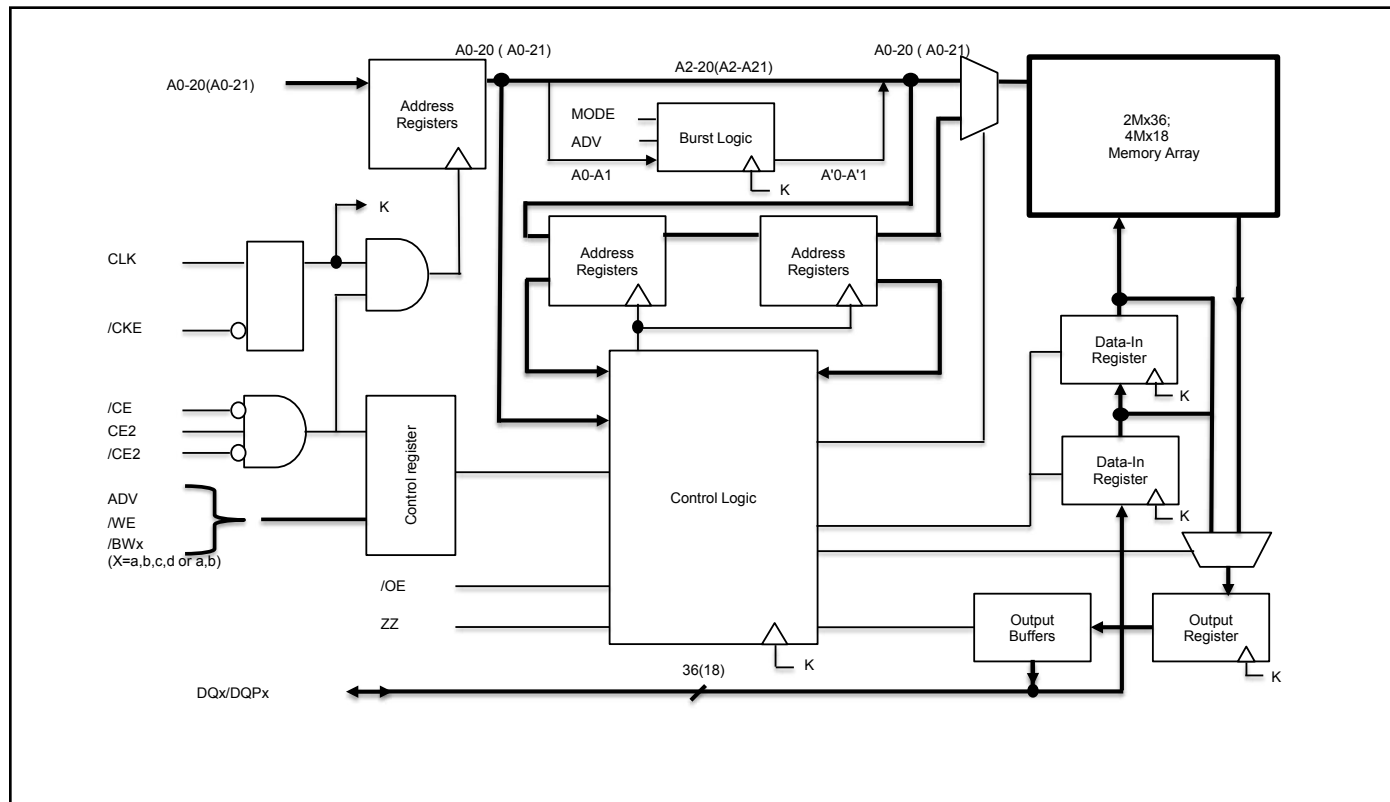 A0-20 ( A0-21)
A0-20 ( A0-21)
A2-20(A2-A21)
A0-20(A0-21)
Address
Registers
MODE
ADV
Burst Logic
A0-A1
A'0-A'1
K
2Mx36;
4Mx18
Memory Array
K
CLK
/CKE
Address
Registers
Address
Registers
Data-In
Register
K
/CE
CE2
/CE2
Control register
Control Logic
Data-In
Register
K
ADV
/WE
/BWx
(X=a,b,c,d or a,b)
/OE
ZZ
K
Output
Buffers
Output
Register
K
36(18)
DQx/DQPx